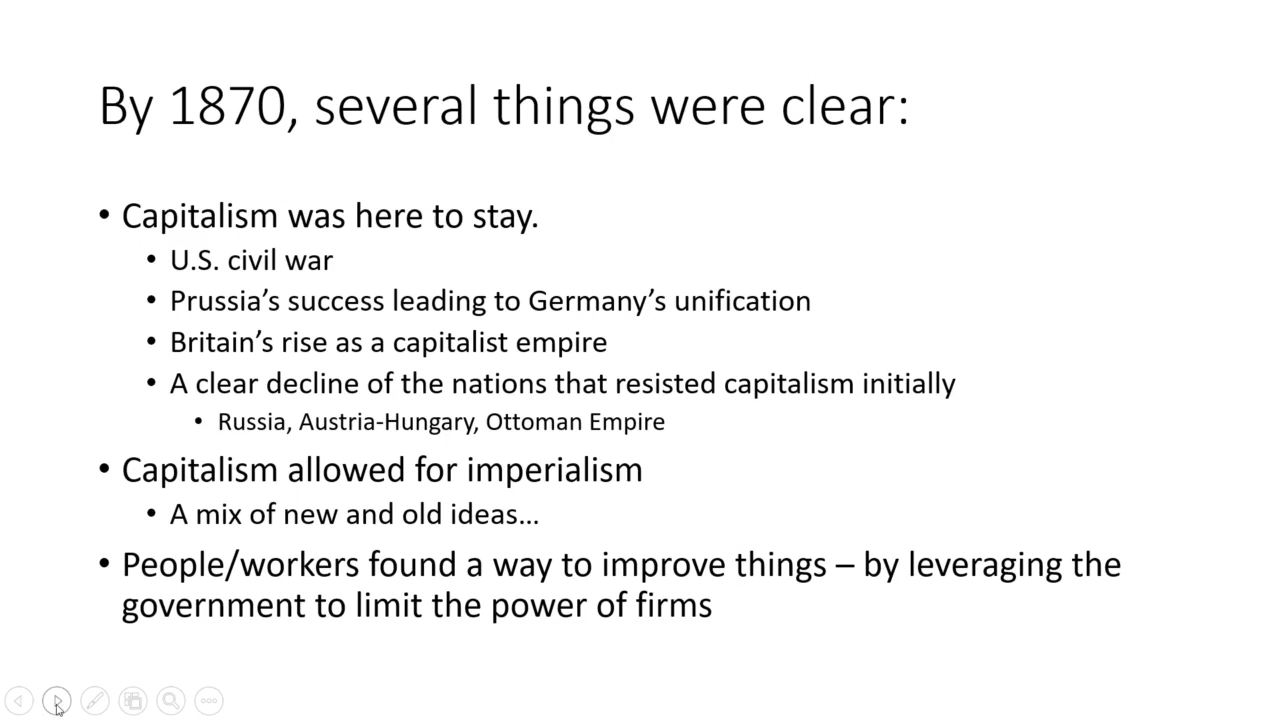 By 1870, several things were clear:
• Capitalism was here to stay.
• U.S. civil war
• Prussia’s success leading to Germany’s unification
• Britain’s rise as a capitalist empire
• A clear decline of the nations that resisted capitalism initially
• Russia, Austria-Hungary, Ottoman Empire
• Capitalism allowed for imperialism
• A mix of new and old ideas…
• People/workers found a way to improve things – by leveraging the
government to limit the power of firms